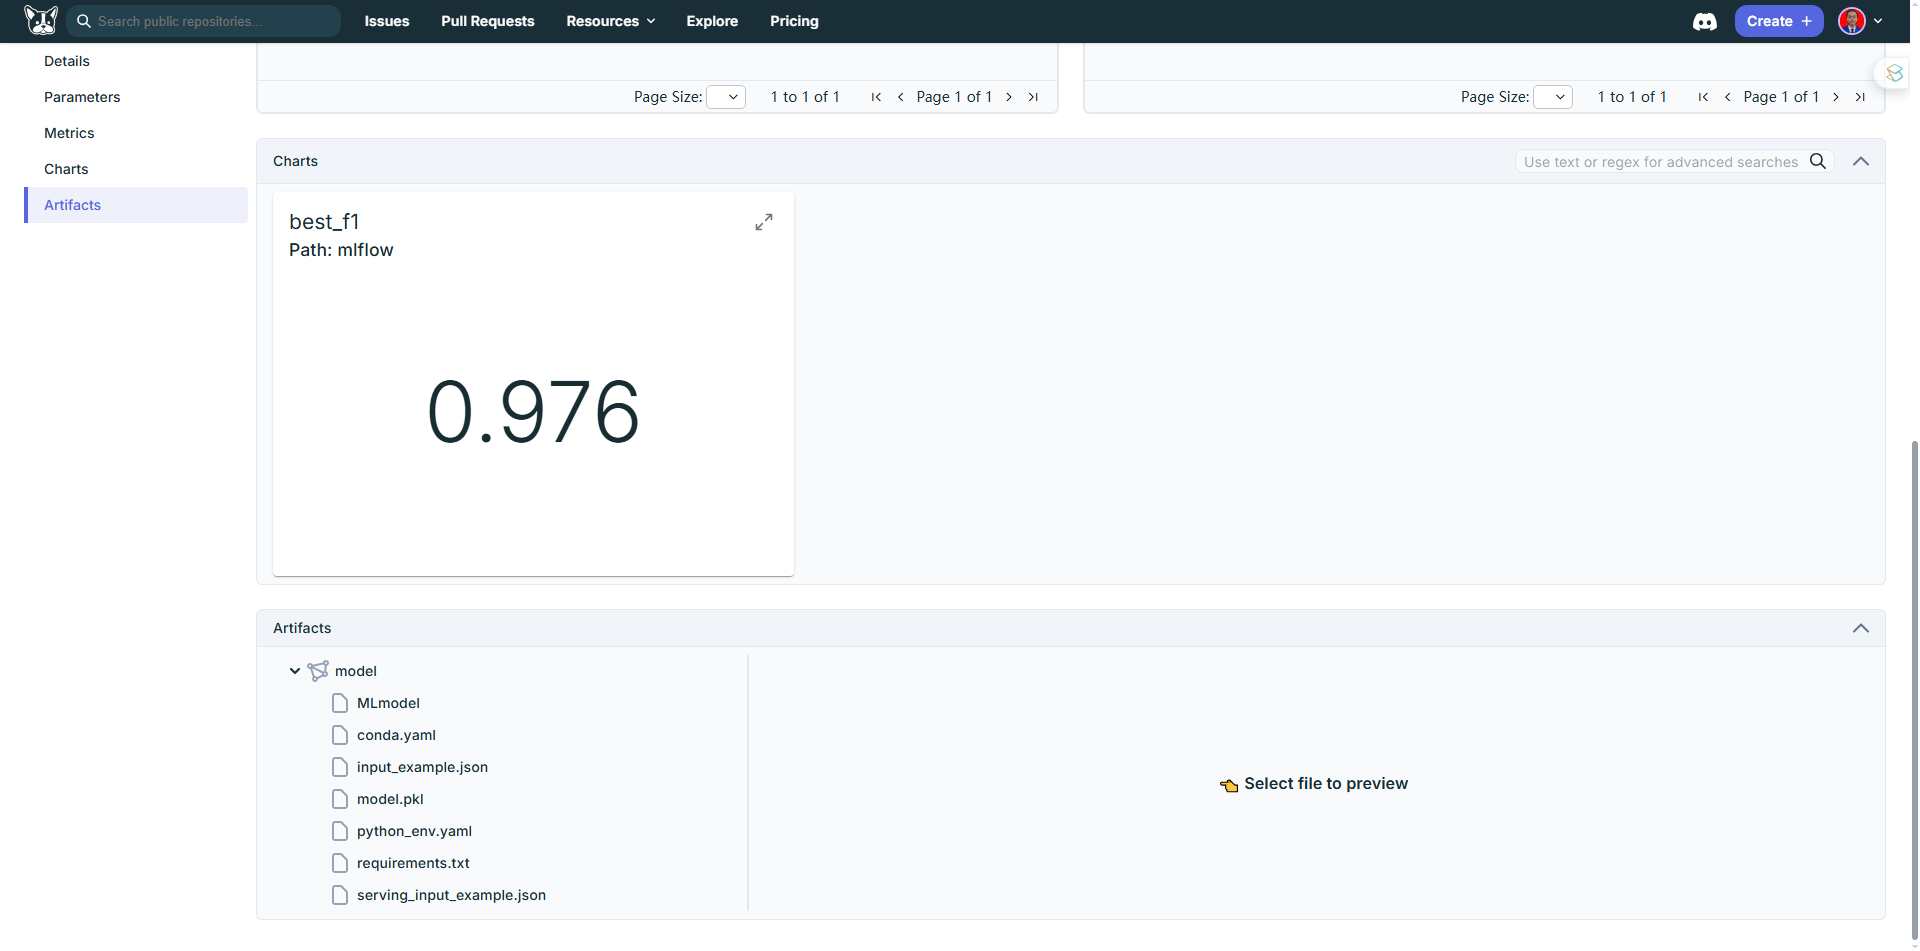 Search public repositories...
Issues
Pull Requests
Resources
Explore
Pricing
Create +
Details
Parameters
Metrics
Charts
Artifacts
Page Size:
1 to 1 of 1
Page 1 of 1
Page Size:
1 to 1 of 1
Page 1 of 1
Charts
Use text or regex for advanced searches
best_f1
Path: mlflow
0.976
Artifacts
model
MLmodel
conda.yaml
input_example.json
model.pkl
python_env.yaml
requirements.txt
serving_input_example.json
Select file to preview